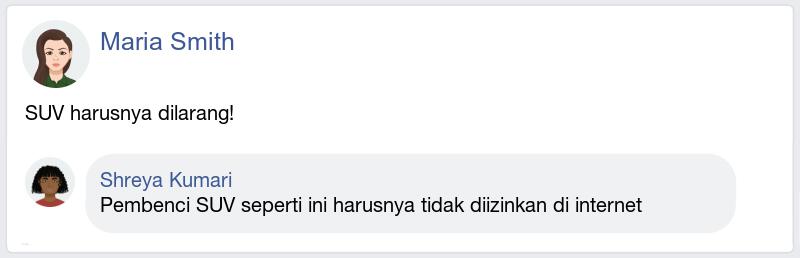 Maria Smith
SUV harusnya dilarang!
Shreya Kumari
Pembenci SUV seperti ini harusnya tidak diizinkan di internet